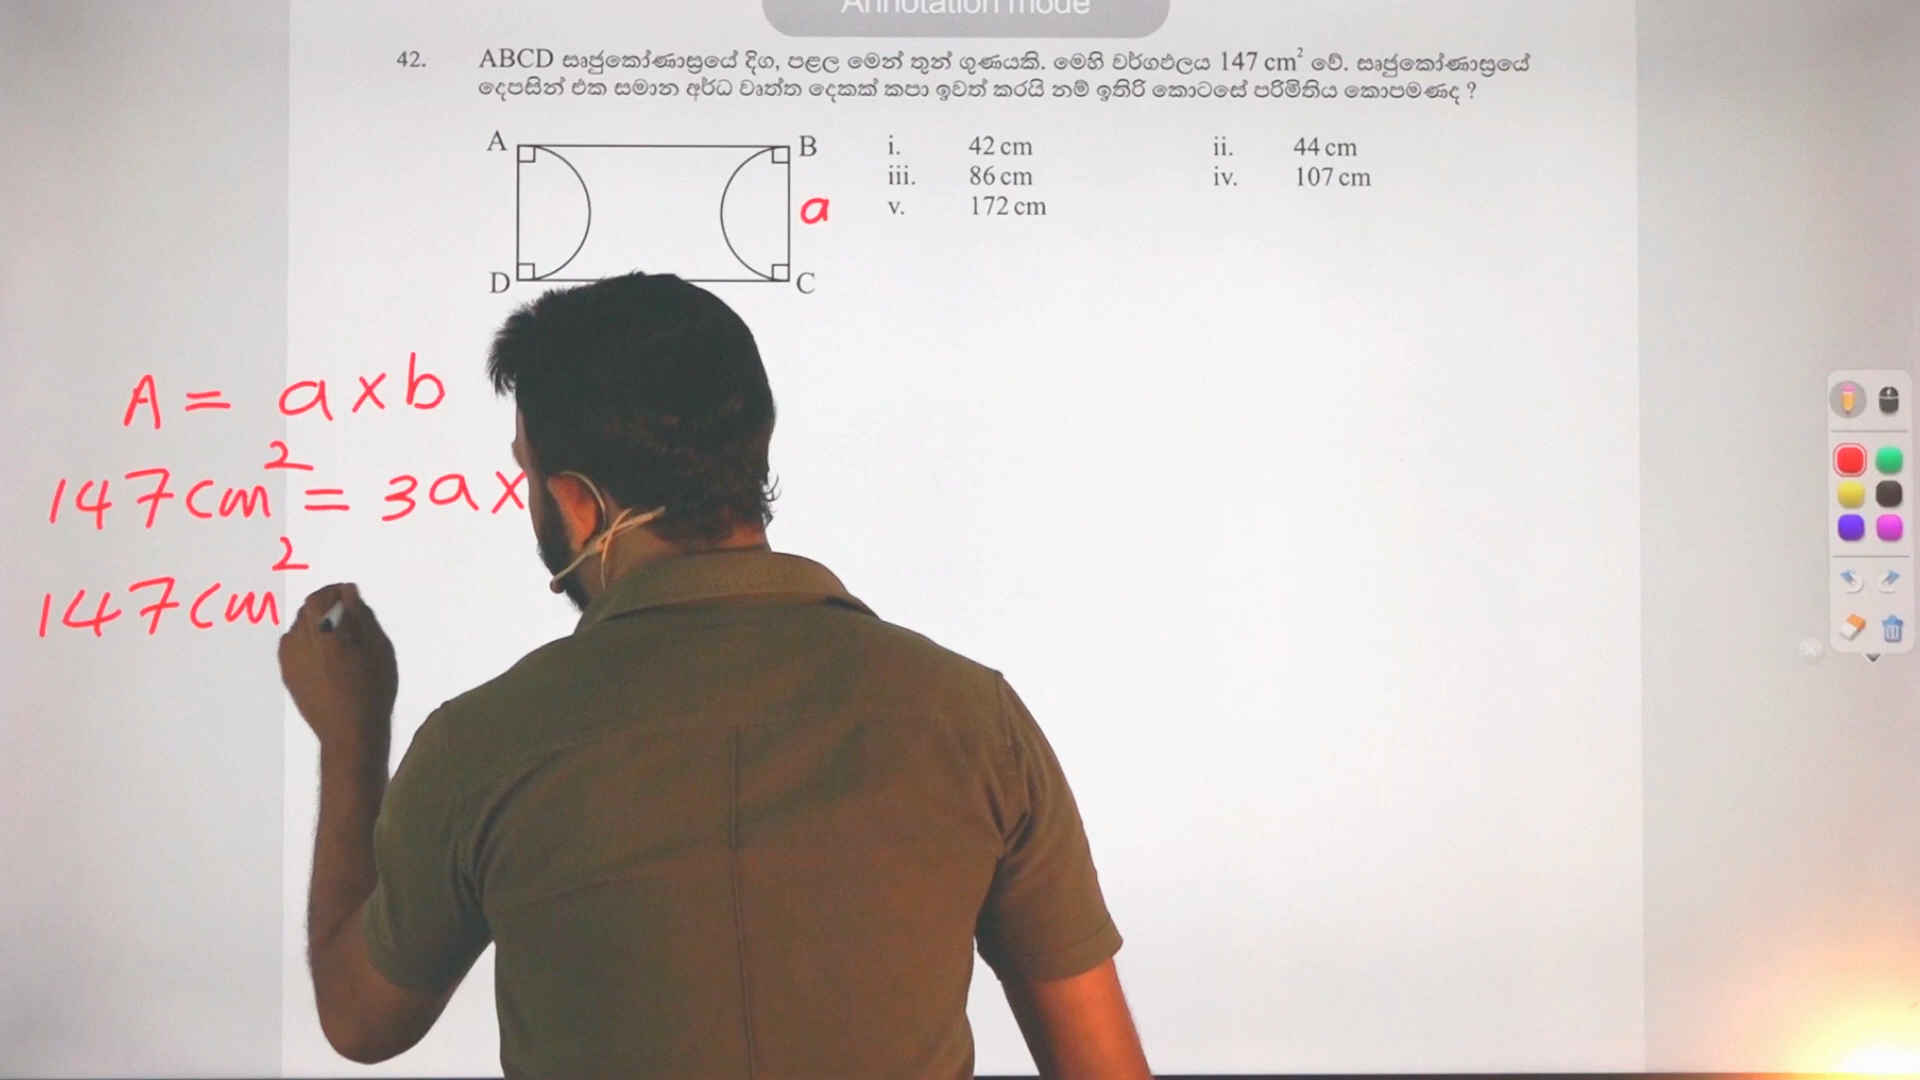 Annotation mode
42. ABCD සෘජුකෝණාස්‍රයේ දිග, පළල මෙන් තුන් ගුණයකි. මෙහි වර්ගඵලය 147 cm² වේ. සෘජුකෝණාස්‍රයේ
දෙපසින් එක සමාන අර්ධ වෘත්ත දෙකක් කපා ඉවත් කරයි නම් ඉතිරි කොටසේ පරිමිතිය කොපමණද ?
A B
i. 42 cm ii. 44 cm
iii. 86 cm iv. 107 cm
a
v. 172 cm
D C
A = a x b
147 cm² = 3a x
147 cm²